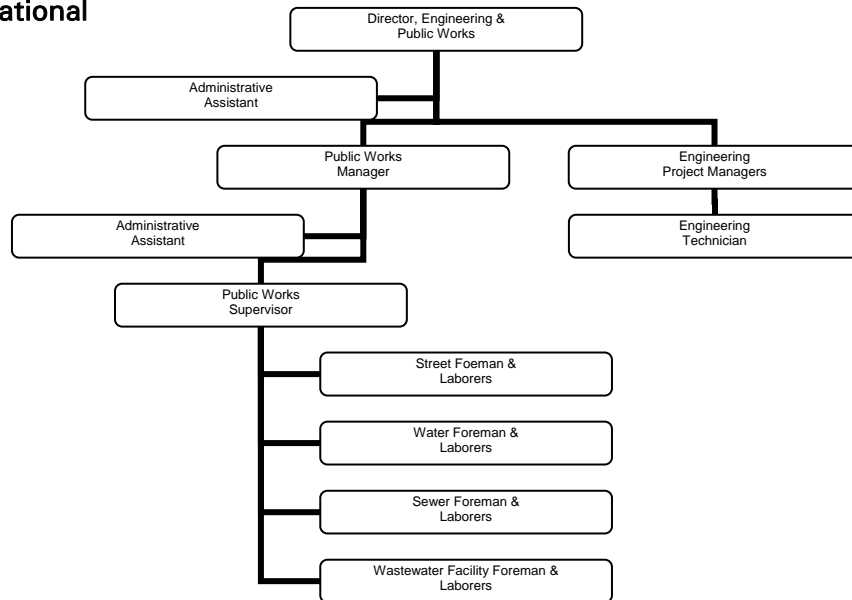 ational
Director, Engineering &
Public Works
Administrative
Assistant
Public Works
Manager
Engineering
Project Managers
Administrative
Assistant
Engineering
Technician
Public Works
Supervisor
Street Foeman &
Laborers
Water Foreman &
Laborers
Sewer Foreman &
Laborers
Wastewater Facility Foreman &
Laborers